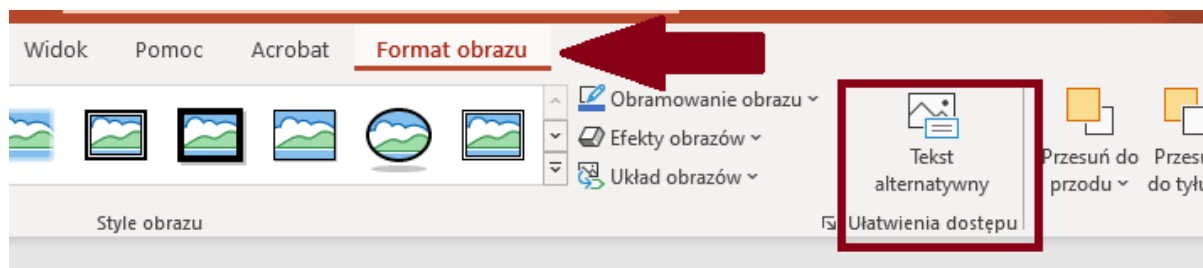 Widok Pomoc Acrobat Format obrazu
Obramowanie obrazu
Efekty obrazów
Układ obrazów
Tekst
alternatywny
Przesuń do
przodu
do tyłu
Style obrazu
Ułatwienia dostępu